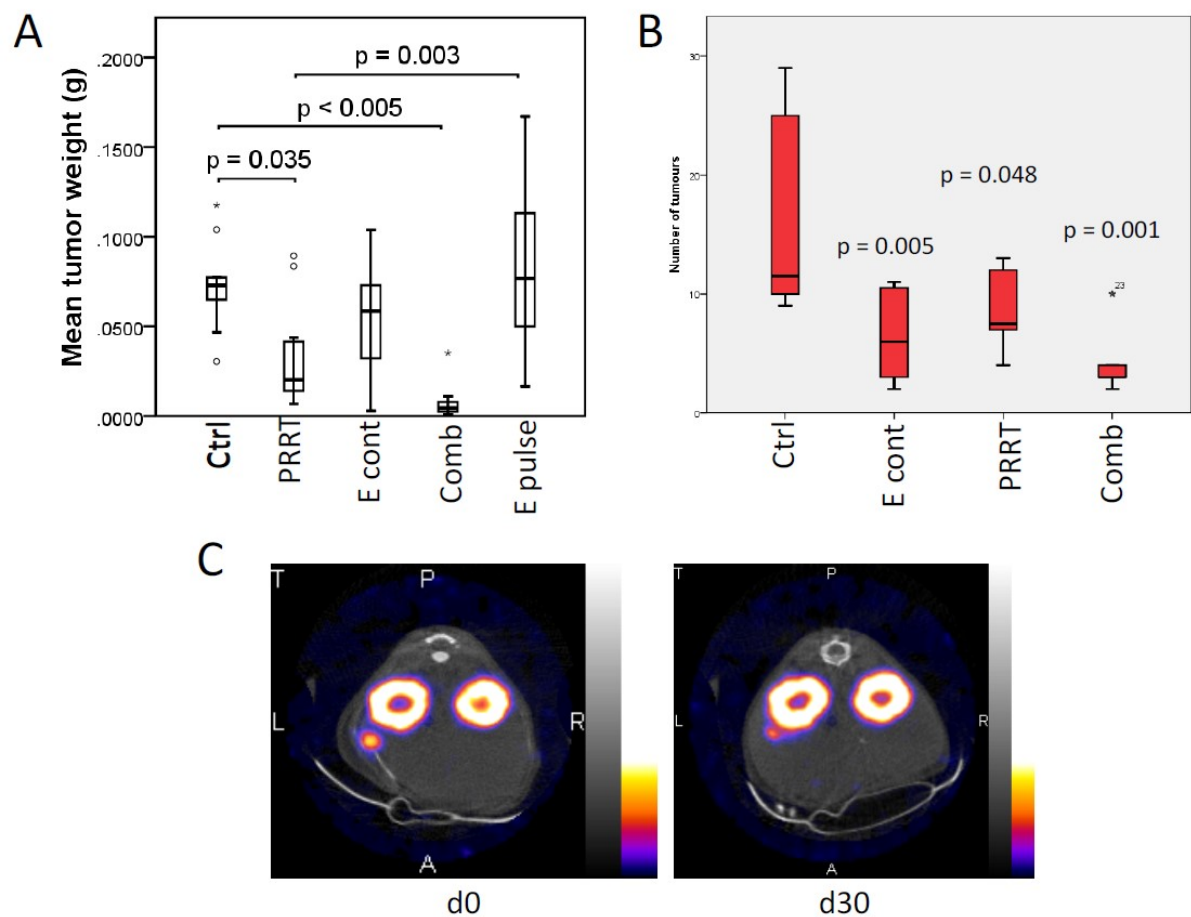 A
Mean tumor weight (g)
.2000
.1500
.1000
.0500
.0000
p = 0.003
p < 0.005
p = 0.035
*
*
Ctrl
PRRT
E cont
Comb
E pulse
B
Number of tumours
30
20
10
0
p = 0.005
p = 0.048
p = 0.001
* 23
Ctrl
E cont
PRRT
Comb
C
T
P
L
R
A
d0
T
P
L
R
A
d30